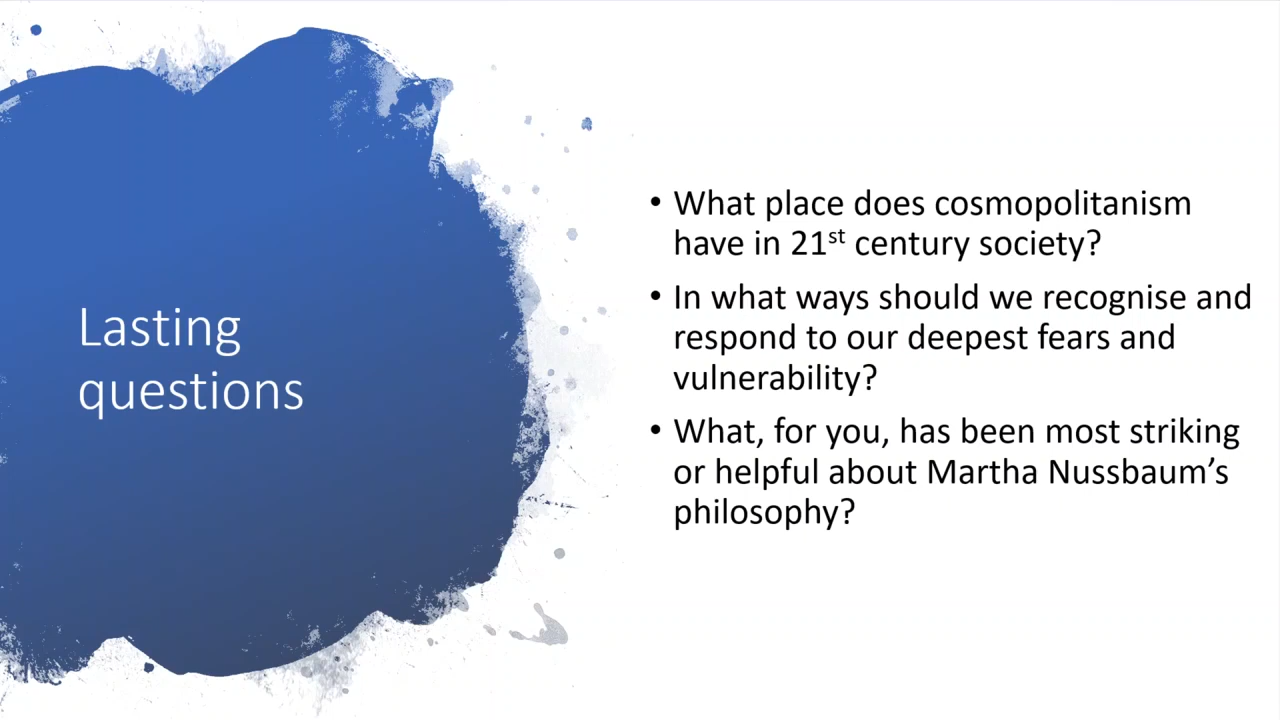 Lasting
questions
• What place does cosmopolitanism
have in 21st century society?
• In what ways should we recognise and
respond to our deepest fears and
vulnerability?
• What, for you, has been most striking
or helpful about Martha Nussbaum’s
philosophy?